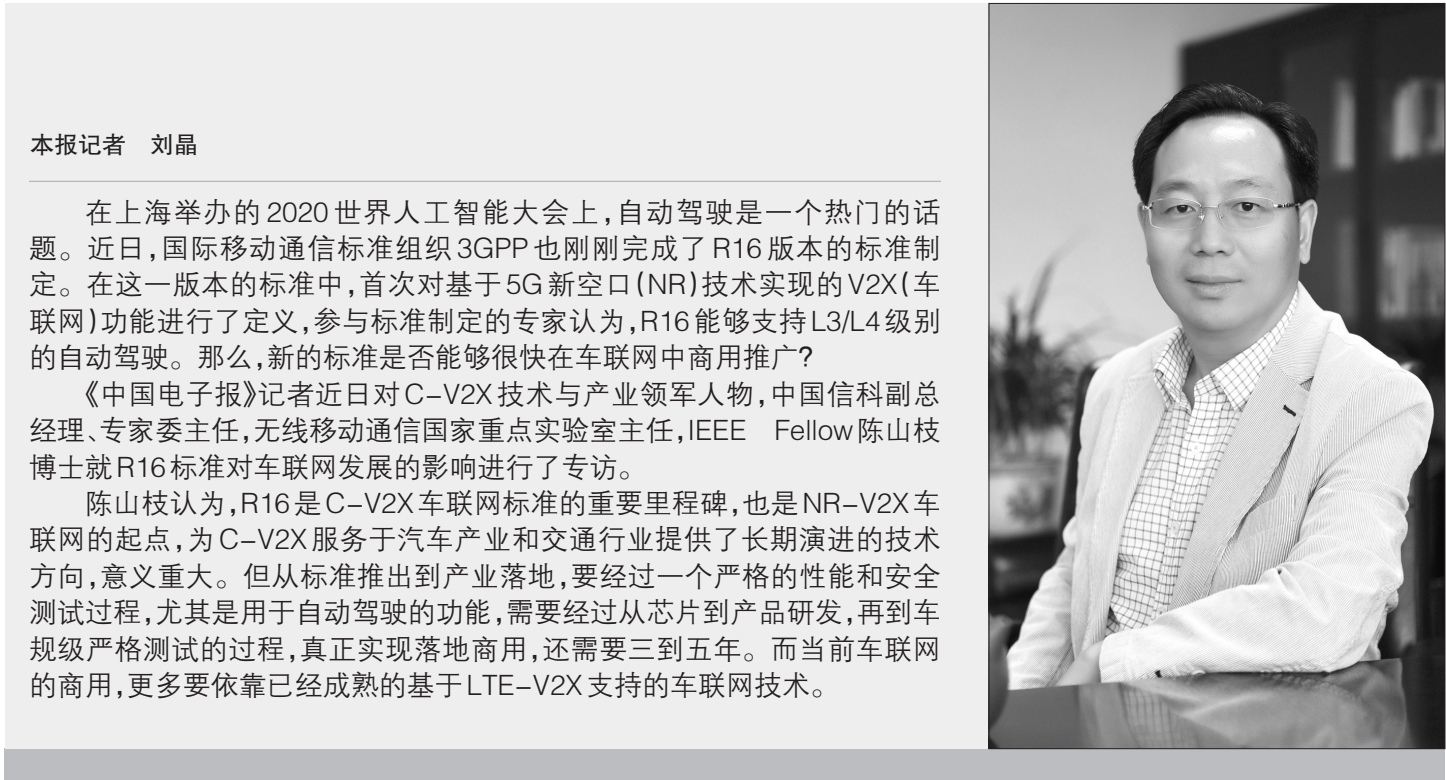 本报记者　刘晶
在上海举办的2020世界人工智能大会上,自动驾驶是一个热门的话
题。近日,国际移动通信标准组织3GPP也刚刚完成了R16版本的标准制
定。在这一版本的标准中,首次对基于5G新空口(NR)技术实现的V2X(车
联网)功能进行了定义,参与标准制定的专家认为,R16能够支持L3/L4级别
的自动驾驶。那么,新的标准是否能够很快在车联网中商用推广?
《中国电子报》记者近日对C-V2X技术与产业领军人物,中国信科副总
经理、专家委主任,无线移动通信国家重点实验室主任,IEEE　Fellow陈山枝
博士就R16标准对车联网发展的影响进行了专访。
陈山枝认为,R16是C-V2X车联网标准的重要里程碑,也是NR-V2X车
联网的起点,为C-V2X服务于汽车产业和交通行业提供了长期演进的技术
方向,意义重大。但从标准推出到产业落地,要经过一个严格的性能和安全
测试过程,尤其是用于自动驾驶的功能,需要经过从芯片到产品研发,再到车
规级严格测试的过程,真正实现落地商用,还需要三到五年。而当前车联网
的商用,更多要依靠已经成熟的基于LTE-V2X支持的车联网技术。